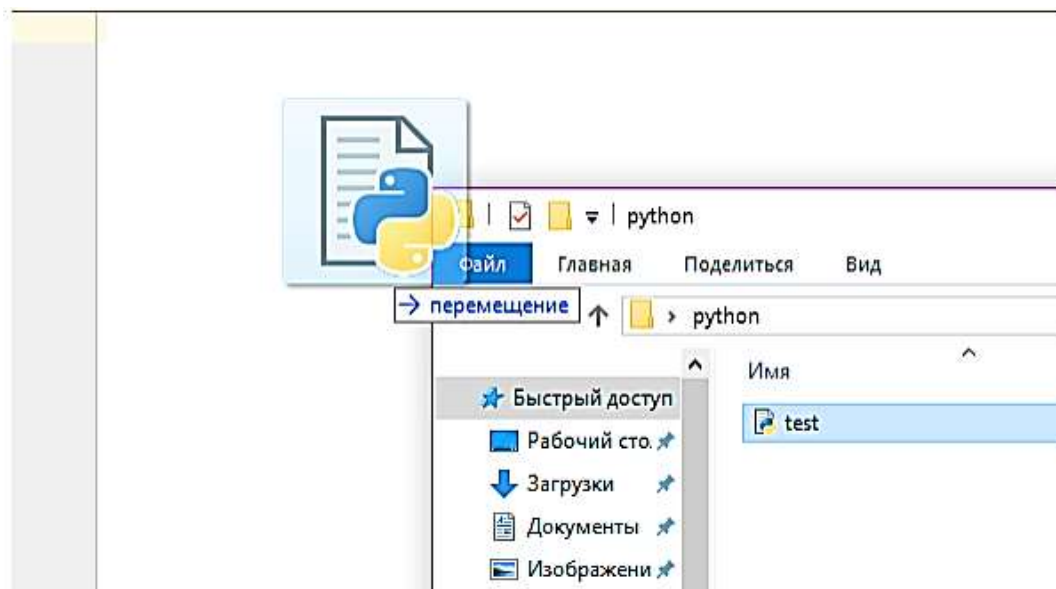 python
Файл Главная Поделиться Вид
→ перемещение
python
Имя
Быстрый доступ
test
Рабочий сто.
Загрузки
Документы
Изображени